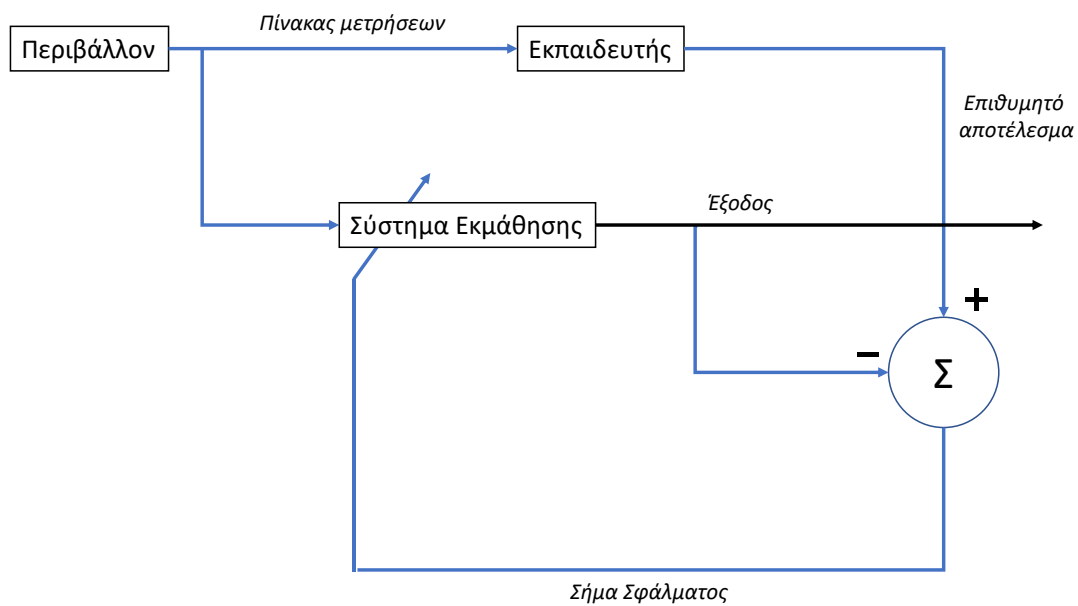 Πίνακας μετρήσεων
Περιβάλλον
Εκπαιδευτής
Επιθυμητό
αποτέλεσμα
Σύστημα Εκμάθησης
Έξοδος
+
−
Σ
Σήμα Σφάλματος